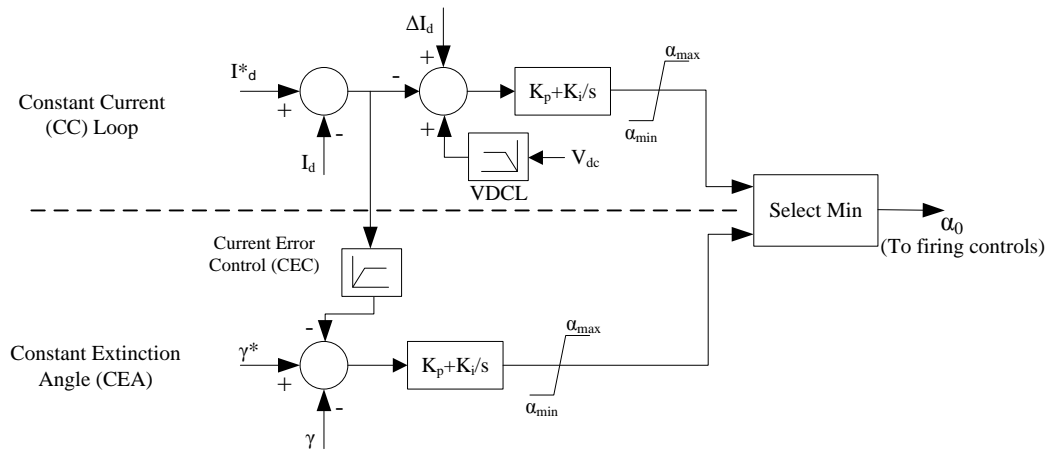 ΔI_d
+
α_max
I*_d
-
K_p+K_i/s
+
Constant Current
(CC) Loop
-
+
α_min
I_d
V_dc
VDCL
Select Min
α_0
(To firing controls)
Current Error
Control (CEC)
-
α_max
Constant Extinction
Angle (CEA)
γ*
+
K_p+K_i/s
-
α_min
γ